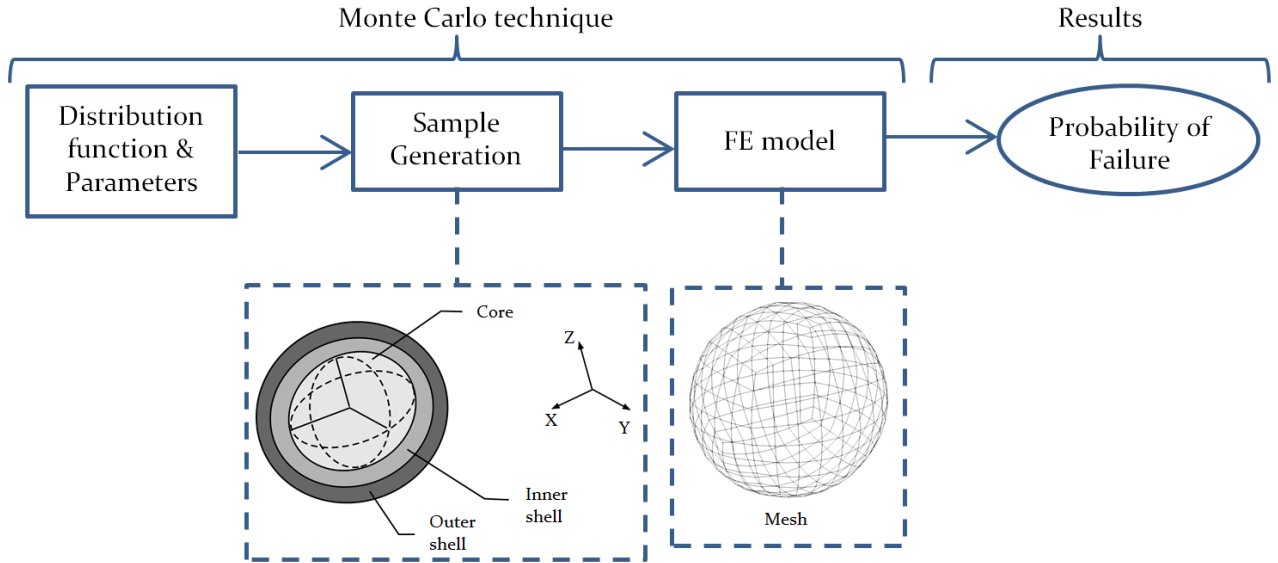 Monte Carlo technique
Results
Distribution
function &
Parameters
Sample
Generation
FE model
Probability of
Failure
Core
Z
X
Y
Inner
shell
Outer
shell
Mesh